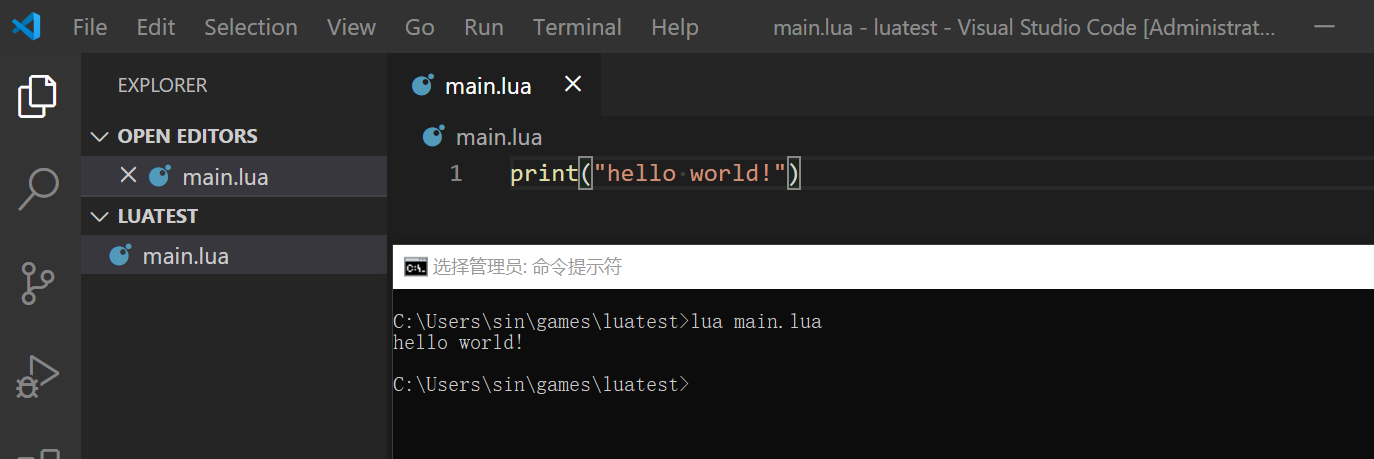 File Edit Selection View Go Run Terminal Help main.lua - luatest - Visual Studio Code [Administrat...
EXPLORER
OPEN EDITORS
main.lua
LUATEST
main.lua
main.lua
main.lua
1 print("hello·world!")
选择管理员: 命令提示符
C:\Users\sin\games\luatest>lua main.lua
hello world!
C:\Users\sin\games\luatest>